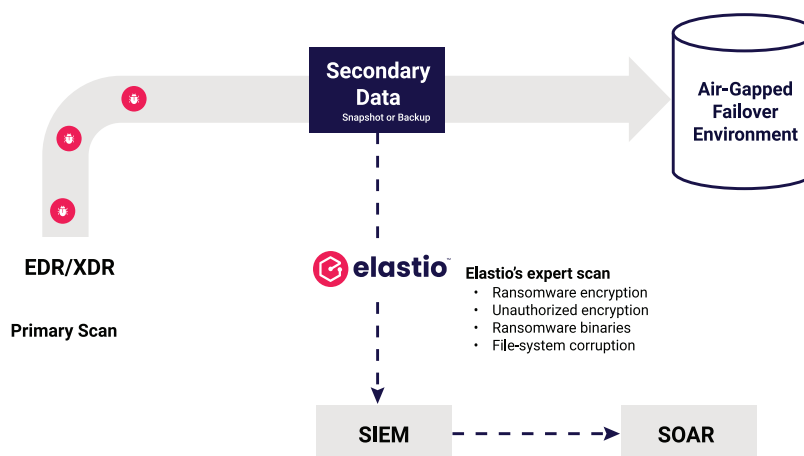 Secondary
Data
Snapshot or Backup
Air-Gapped
Failover
Environment
EDR/XDR
Primary Scan
elastio™
Elastio's expert scan
• Ransomware encryption
• Unauthorized encryption
• Ransomware binaries
• File-system corruption
SIEM
SOAR